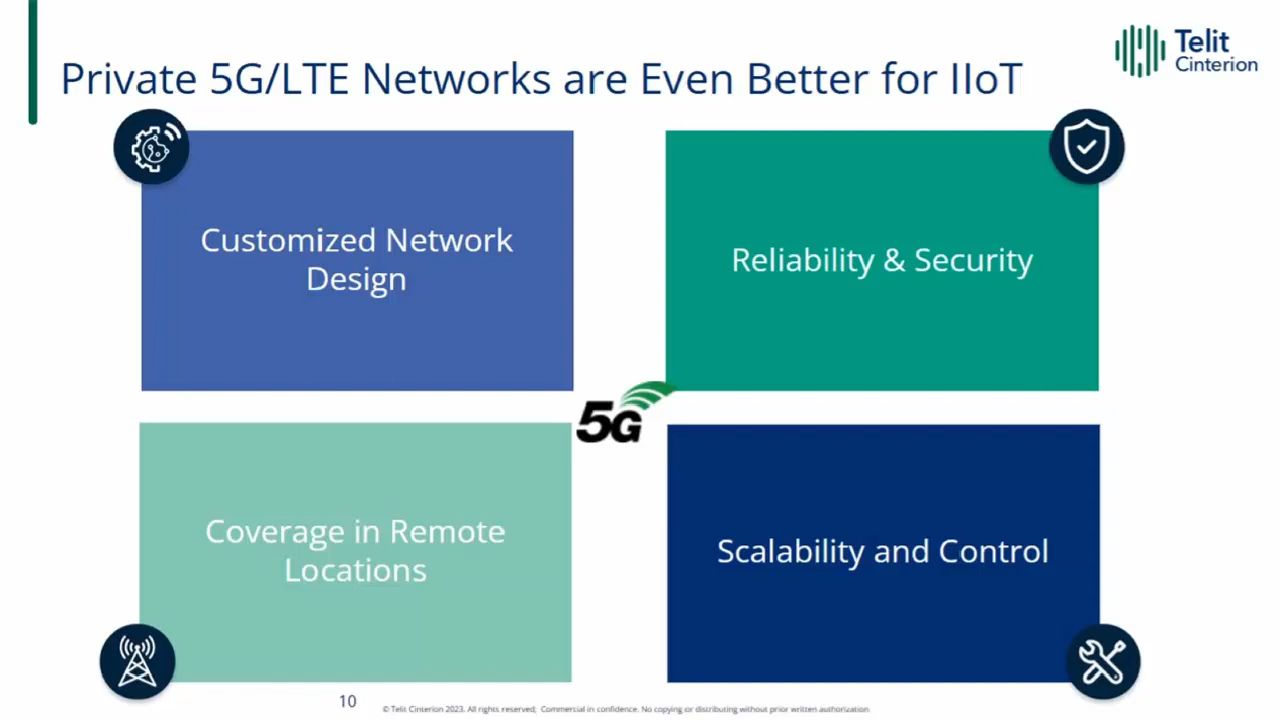 Private 5G/LTE Networks are Even Better for IIoT
Telit
Cinterion
Customized Network
Design
Reliability & Security
5G
Coverage in Remote
Locations
Scalability and Control
10
© Telit Cinterion 2023. All rights reserved; Commercial in confidence. No copying or distributing without prior written authorization.